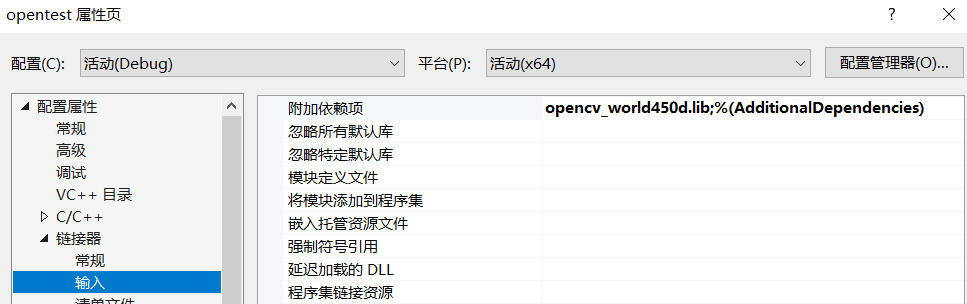 opentest 属性页 ? ×
配置(C): 活动(Debug) 平台(P): 活动(x64) 配置管理器(O)...
配置属性
常规
高级
调试
VC++ 目录
C/C++
链接器
常规
输入
清单文件
附加依赖项 opencv_world450d.lib;%(AdditionalDependencies)
忽略所有默认库
忽略特定默认库
模块定义文件
将模块添加到程序集
嵌入托管资源文件
强制符号引用
延迟加载的 DLL
程序集链接资源